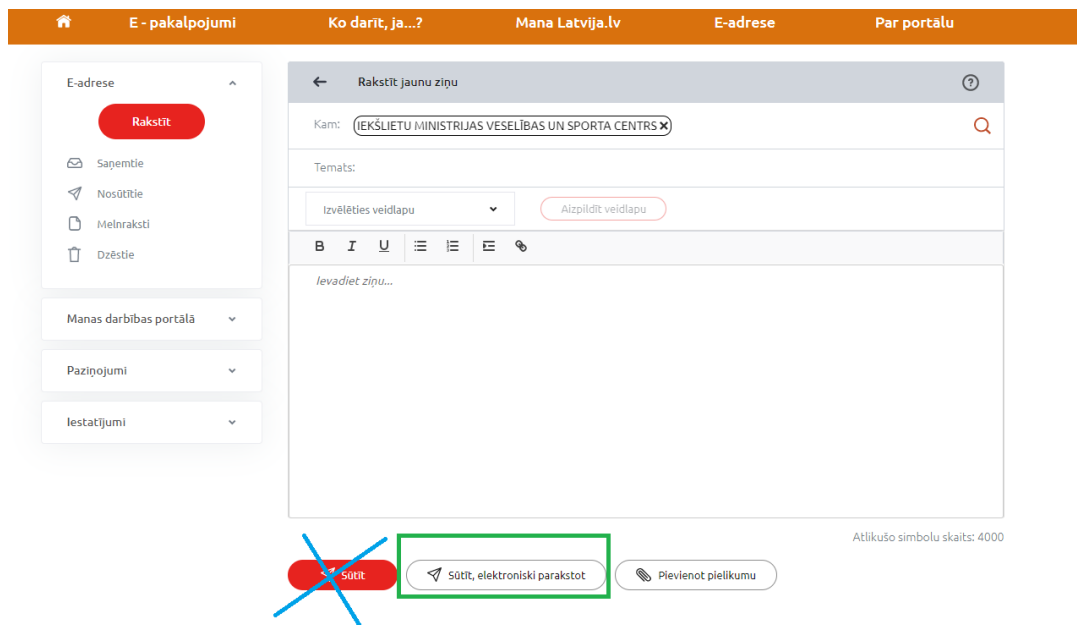 E - pakalpojumi Ko darīt, ja...? Mana Latvija.lv E-adrese Par portālu
E-adrese
Rakstīt
Saņemtie
Nosūtītie
Melnraksti
Dzēstie
Manas darbības portālā
Paziņojumi
Iestatījumi
Rakstīt jaunu ziņu
Kam: IEKŠLIETU MINISTRIJAS VESELĪBAS UN SPORTA CENTRS
Temats:
Izvēlēties veidlapu Aizpildīt veidlapu
B I U
Ievadiet ziņu...
Atlikušo simbolu skaits: 4000
Sūtīt Sūtīt, elektroniski parakstot Pievienot pielikumu